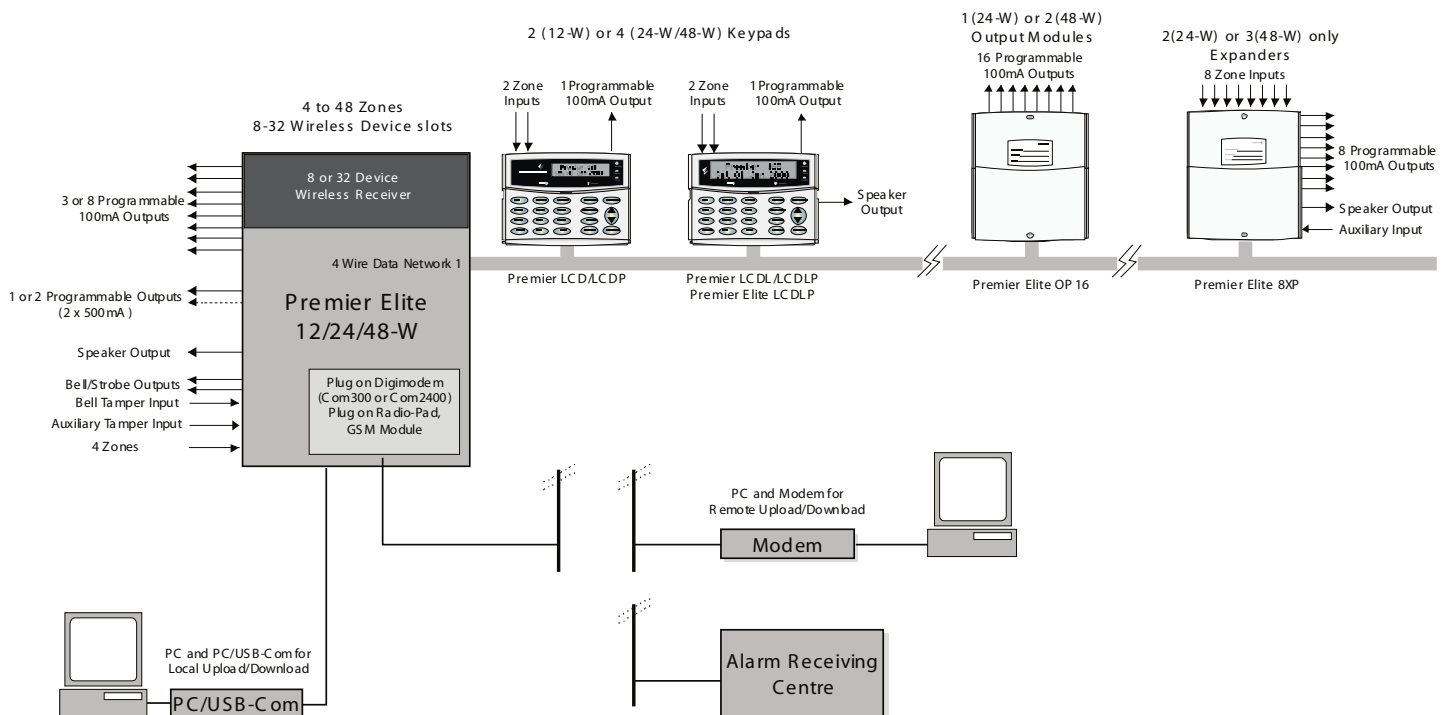 2 (12-W) or 4 (24-W/48-W) Keypads
1 (24-W) or 2 (48-W)
Output Modules
16 Programmable
100mA Outputs
2(24-W) or 3(48-W) only
Expanders
8 Zone Inputs
2 Zone
Inputs
1 Programmable
100mA Output
2 Zone
Inputs
1 Programmable
100mA Output
4 to 48 Zones
8-32 Wireless Device slots
8 or 32 Device
Wireless Receiver
3 or 8 Programmable
100mA Outputs
8 Programmable
100mA Outputs
Speaker
Output
Speaker Output
Auxiliary Input
4 Wire Data Network 1
Premier LCD/LCDP
Premier LCDL/LCDLP
Premier Elite LCDLP
Premier Elite OP 16
Premier Elite 8XP
1 or 2 Programmable Outputs
(2 x 500mA)
Premier Elite
12/24/48-W
Speaker Output
Bell/Strobe Outputs
Bell Tamper Input
Auxiliary Tamper Input
4 Zones
Plug on Digimodem
(Com300 or Com2400)
Plug on Radio-Pad,
GSM Module
PC and Modem for
Remote Upload/Download
Modem
PC and PC/USB-Com for
Local Upload/Download
PC/USB-Com
Alarm Receiving
Centre